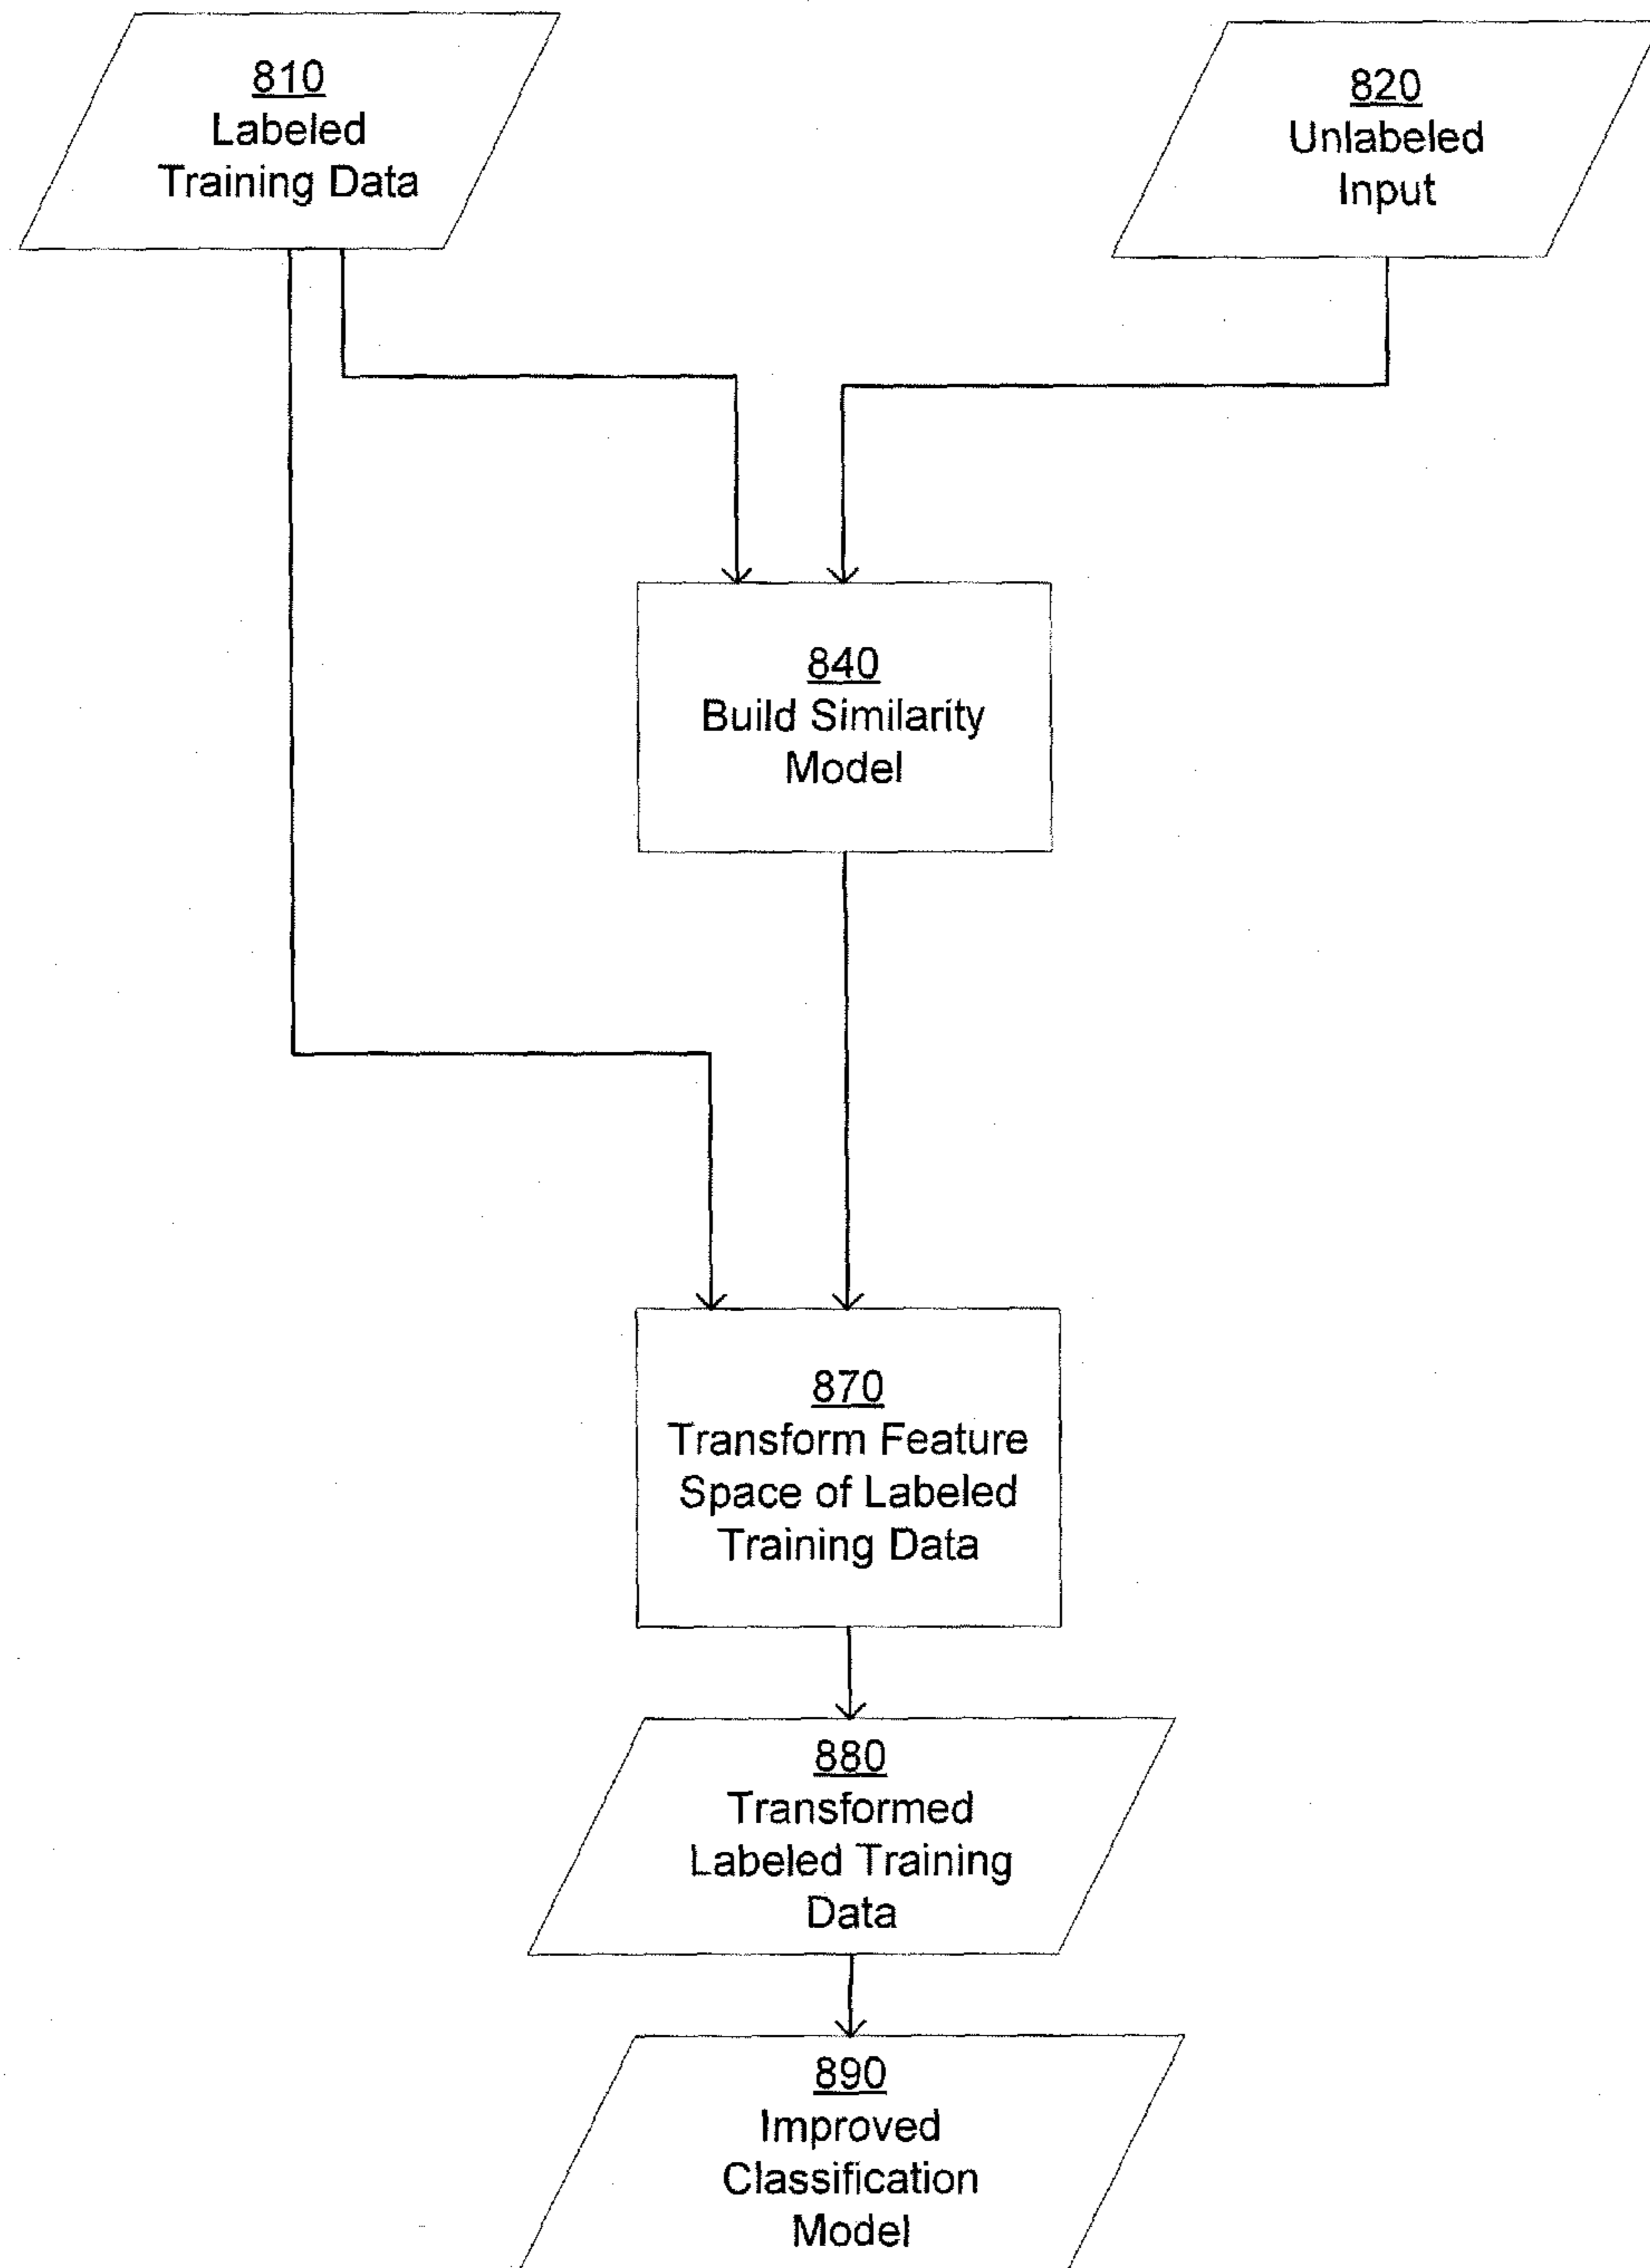 810
Labeled
Training Data
820
Unlabeled
Input
840
Build Similarity
Model
870
Transform Feature
Space of Labeled
Training Data
880
Transformed
Labeled Training
Data
890
Improved
Classification
Model